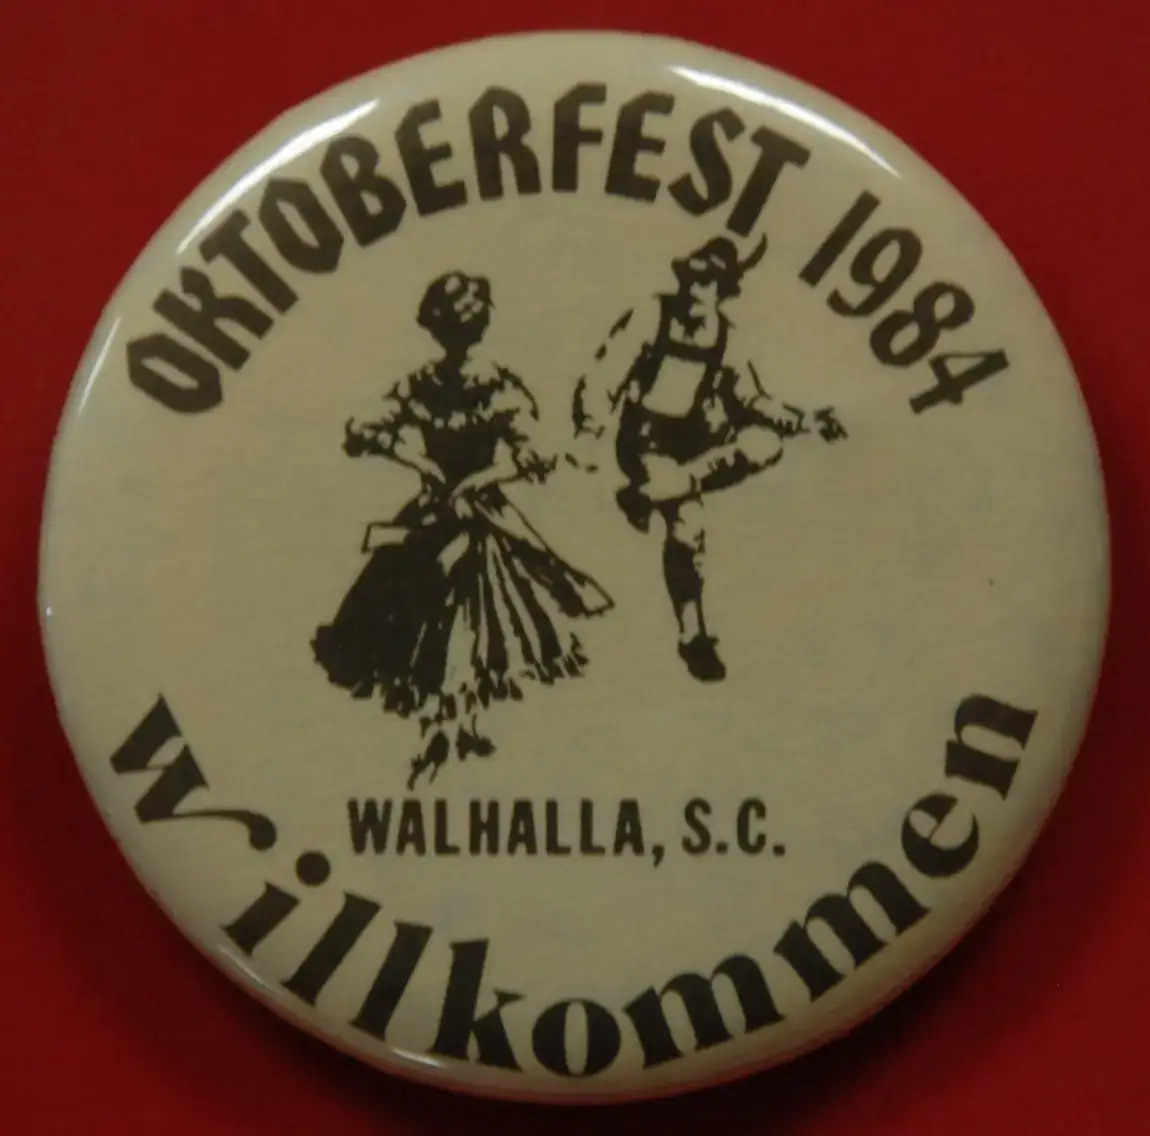 OKTOBERFEST 1984
WALHALLA, S.C.
Willkommen